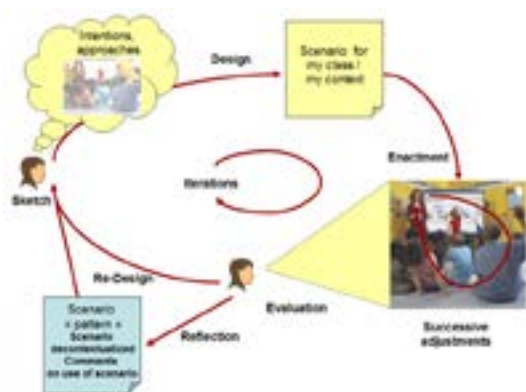 Intentions,
approaches
Design
Scenario for
my class /
my context
Enactment
Iterations
Sketch
Re-Design
Evaluation
Reflection
Scenario
« pattern »
Scenario
decontextualized
Comments
on use of scenario
Successive
adjustments